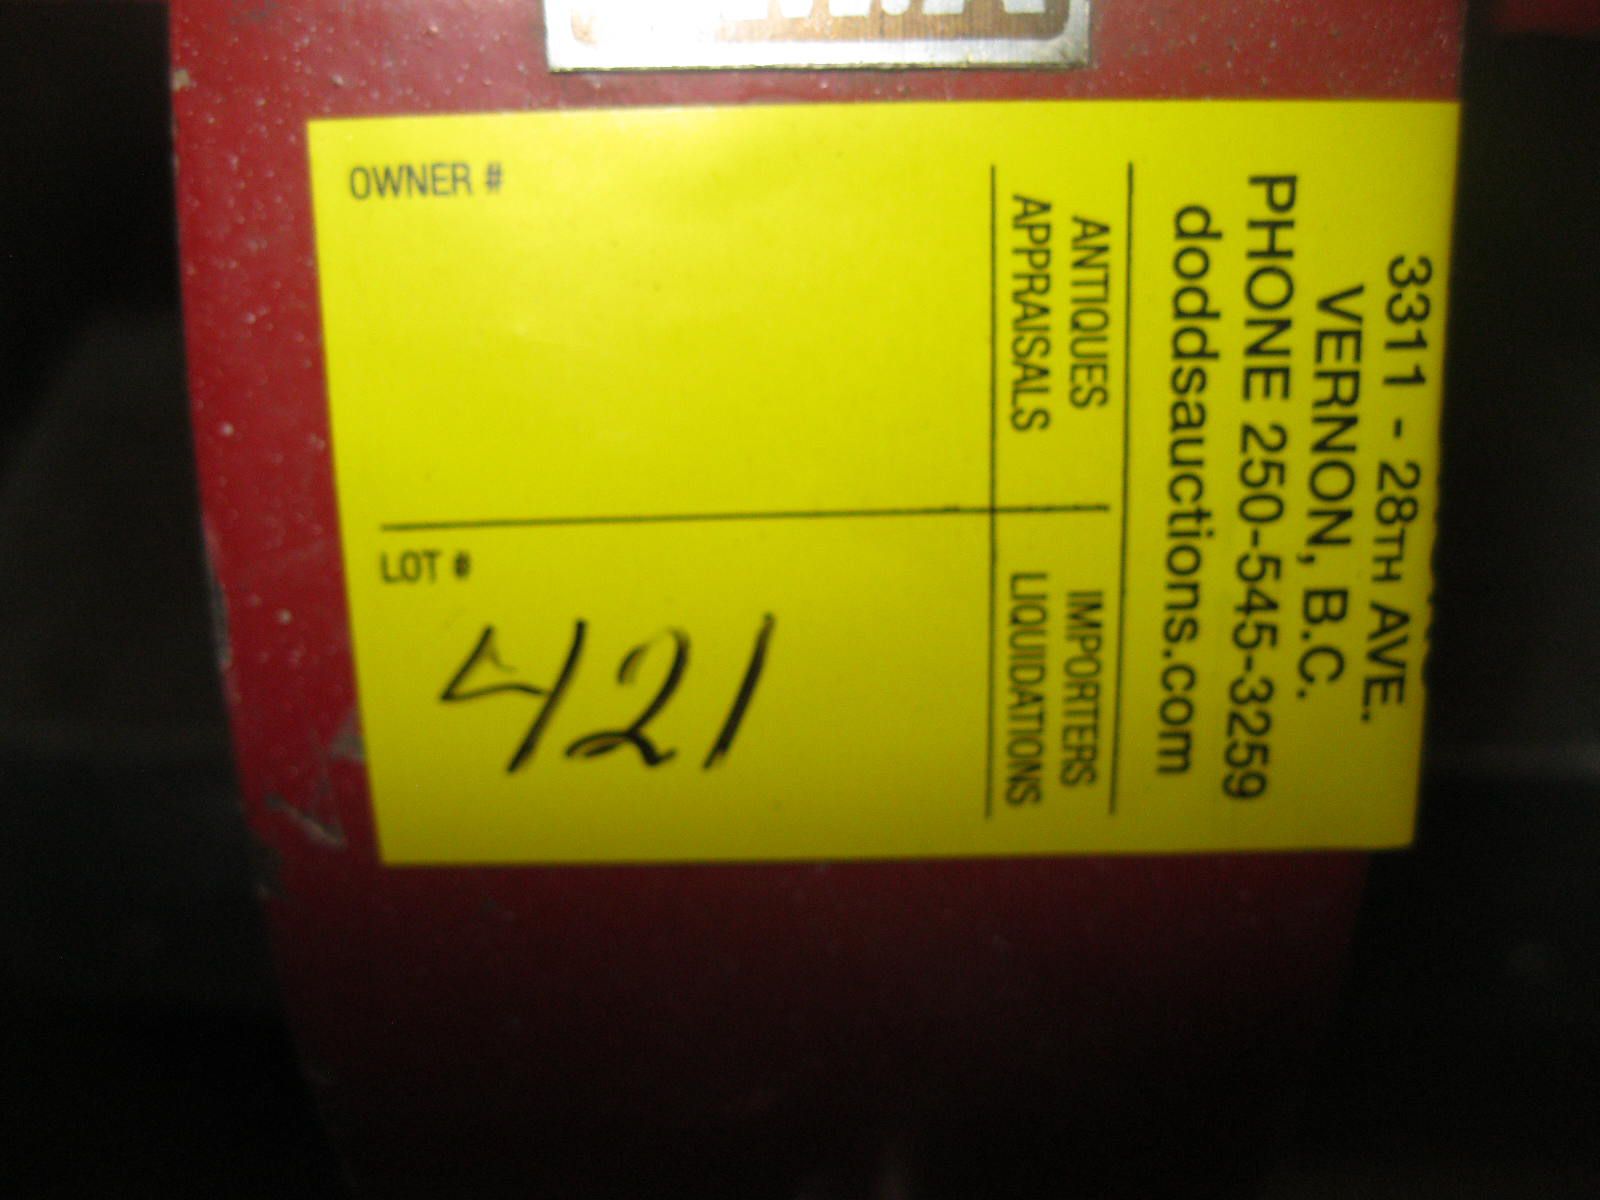 3311 - 28TH AVE.
VERNON, B.C.
PHONE 250-545-3259
doddsauctions.com
ANTIQUES
APPRAISALS
IMPORTERS
LIQUIDATIONS
OWNER #
LOT #
421